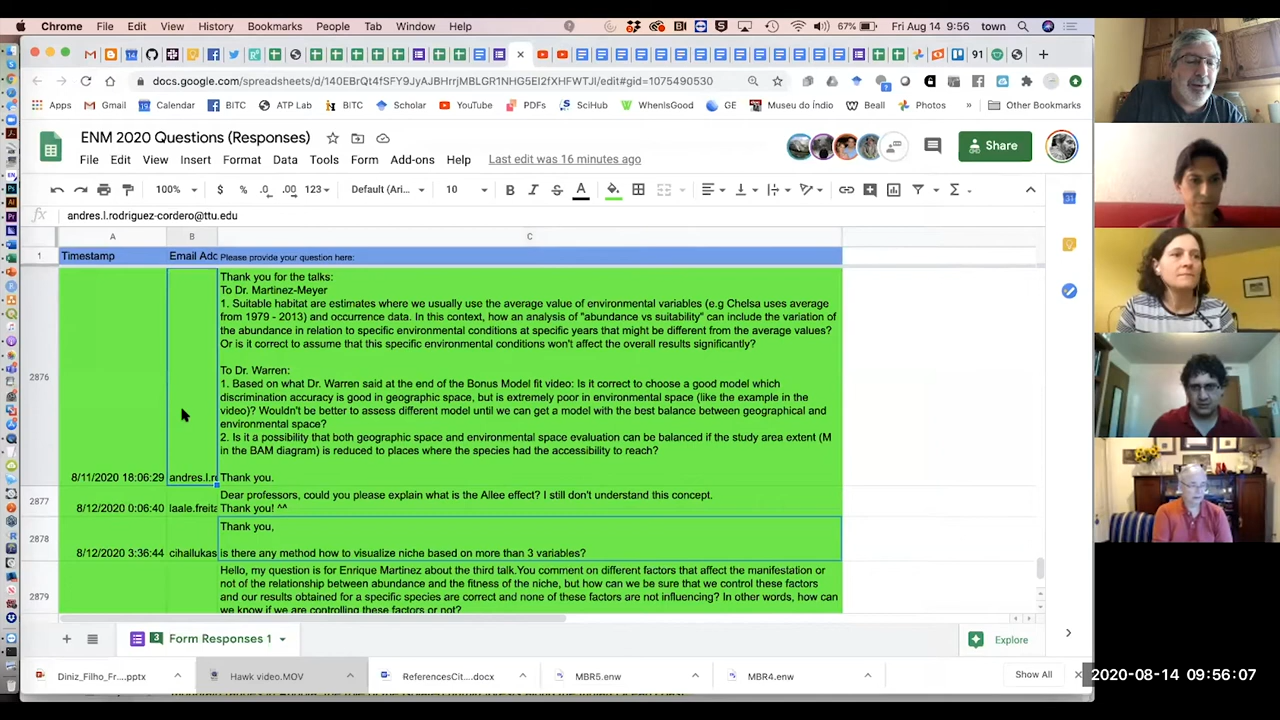 Chrome File Edit View History Bookmarks People Tab Window Help 67% Fri Aug 14 9:56 town
91
docs.google.com/spreadsheets/d/140EBrQt4fSFY9JyAJBHrrjMBLGR1NHG5EI2fXHFWTJI/edit#gid=1075490530
Apps Gmail Calendar BITC ATP Lab BITC Scholar YouTube PDFs SciHub WhenIsGood GE Museu do Índio Beall Photos » Other Bookmarks
ENM 2020 Questions (Responses)
File Edit View Insert Format Data Tools Form Add-ons Help Last edit was 16 minutes ago
Share
100% $ % .0 .00 123 Default (Ari... 10 B I S A
fx andres.l.rodriguez-cordero@ttu.edu
A B C
1 Timestamp Email Adc Please provide your question here:
Thank you for the talks:
To Dr. Martinez-Meyer
1. Suitable habitat are estimates where we usually use the average value of environmental variables (e.g Chelsa uses average
from 1979 - 2013) and occurrence data. In this context, how an analysis of "abundance vs suitability" can include the variation of
the abundance in relation to specific environmental conditions at specific years that might be different from the average values?
Or is it correct to assume that this specific environmental conditions won't affect the overall results significantly?
To Dr. Warren:
2876
1. Based on what Dr. Warren said at the end of the Bonus Model fit video: Is it correct to choose a good model which
discrimination accuracy is good in geographic space, but is extremely poor in environmental space (like the example in the
video)? Wouldn't be better to assess different model until we can get a model with the best balance between geographical and
environmental space?
2. Is it a possibility that both geographic space and environmental space evaluation can be balanced if the study area extent (M
in the BAM diagram) is reduced to places where the species had the accessibility to reach?
8/11/2020 18:06:29 andres.l.ro Thank you.
2877 Dear professors, could you please explain what is the Allee effect? I still don't understand this concept.
8/12/2020 0:06:40 laale.freita Thank you! ^^
Thank you,
2878
8/12/2020 3:36:44 cihallukas is there any method how to visualize niche based on more than 3 variables?
Hello, my question is for Enrique Martinez about the third talk.You comment on different factors that affect the manifestation or
not of the relationship between abundance and the fitness of the niche, but how can we be sure that we control these factors
2879 and our results obtained for a specific species are correct and none of these factors are not influencing? In other words, how can
we know if we are controlling these factors or not?
3 Form Responses 1 Explore
Diniz_Filho_Fr....pptx Hawk video.MOV ReferencesCit....docx MBR5.enw MBR4.enw Show All
2020-08-14 09:56:07